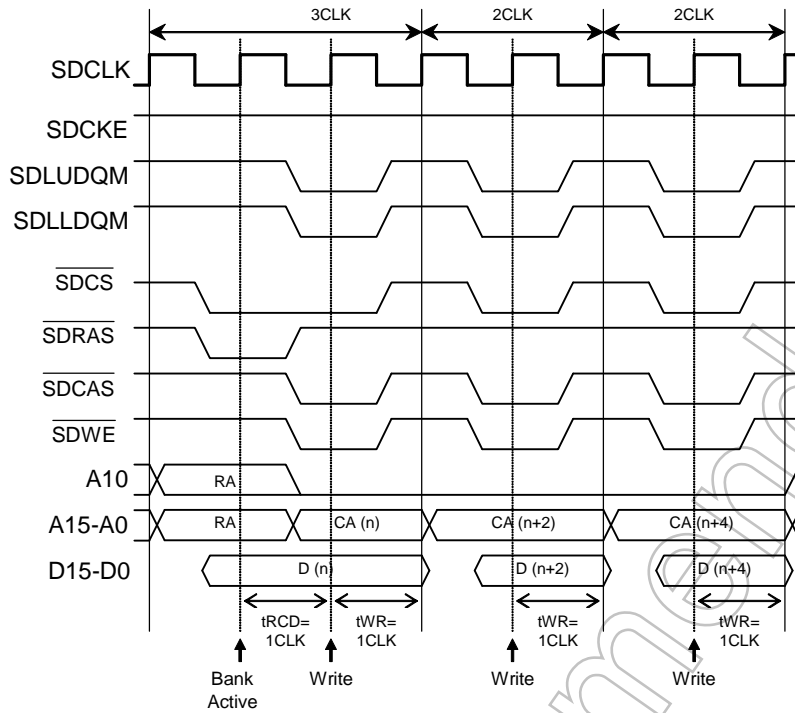 3CLK 2CLK 2CLK
SDCLK
SDCKE
SDLUDQM
SDLLDQM
SDCS
SDRAS
SDCAS
SDWE
A10 RA
A15-A0 RA CA (n) CA (n+2) CA (n+4)
D15-D0 D (n) D (n+2) D (n+4)
tRCD= tWR= tWR= tWR=
1CLK 1CLK 1CLK 1CLK
Bank Write Write Write
Active